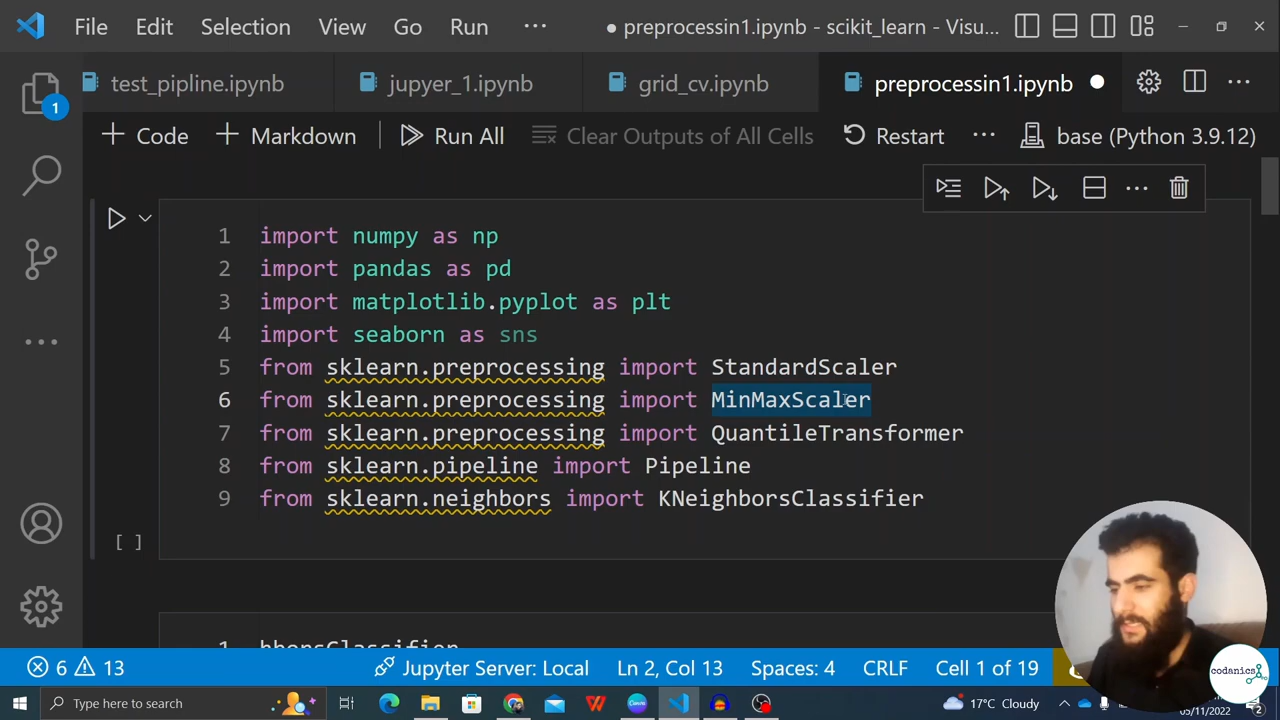 File Edit Selection View Go Run ··· ● preprocessin1.ipynb - scikit_learn - Visu...
test_pipline.ipynb jupyer_1.ipynb grid_cv.ipynb preprocessin1.ipynb
+ Code + Markdown Run All Clear Outputs of All Cells Restart ··· base (Python 3.9.12)
1 import numpy as np
2 import pandas as pd
3 import matplotlib.pyplot as plt
4 import seaborn as sns
5 from sklearn.preprocessing import StandardScaler
6 from sklearn.preprocessing import MinMaxScaler
7 from sklearn.preprocessing import QuantileTransformer
8 from sklearn.pipeline import Pipeline
9 from sklearn.neighbors import KNeighborsClassifier
[ ]
1
6 13 Jupyter Server: Local Ln 2, Col 13 Spaces: 4 CRLF Cell 1 of 19
codanics
Type here to search 17°C Cloudy 05/11/2022 2